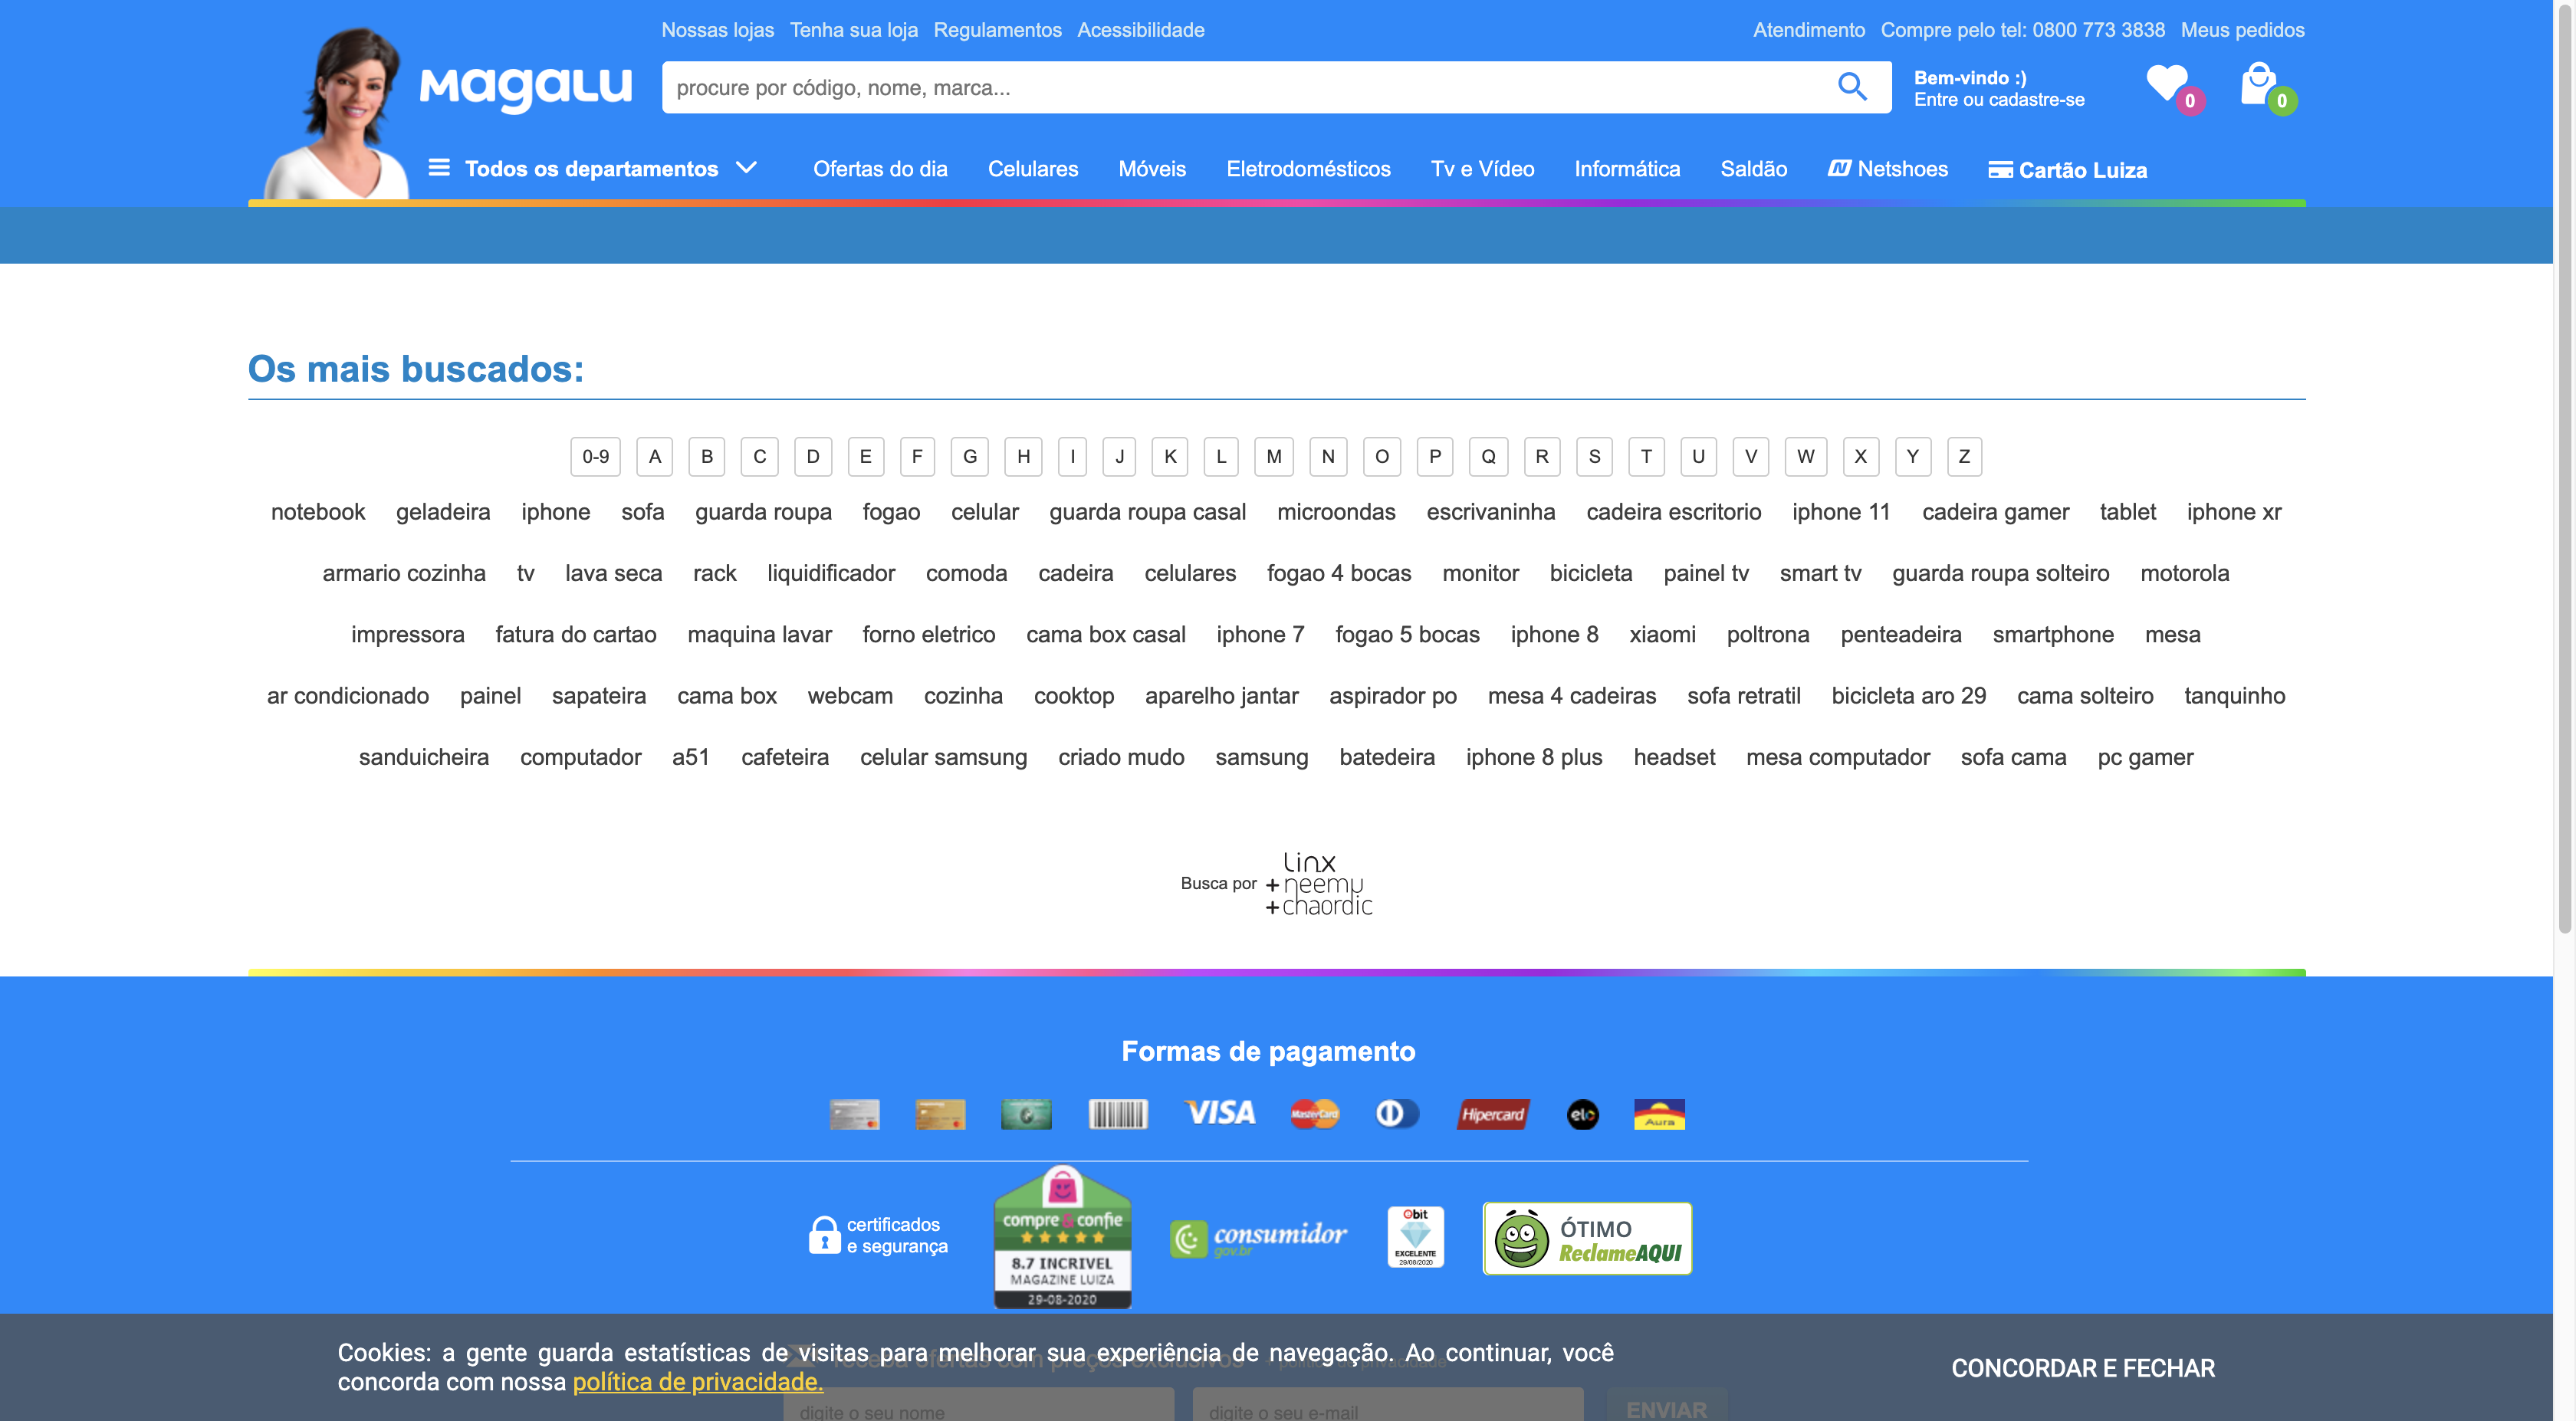 Nossas lojas Tenha sua loja Regulamentos Acessibilidade Atendimento Compre pelo tel: 0800 773 3838 Meus pedidos
Magalu
procure por código, nome, marca...
Bem-vindo :)
Entre ou cadastre-se
0
0
Todos os departamentos Ofertas do dia Celulares Móveis Eletrodomésticos Tv e Vídeo Informática Saldão Netshoes Cartão Luiza
Os mais buscados:
0-9 A B C D E F G H I J K L M N O P Q R S T U V W X Y Z
notebook geladeira iphone sofa guarda roupa fogao celular guarda roupa casal microondas escrivaninha cadeira escritorio iphone 11 cadeira gamer tablet iphone xr
armario cozinha tv lava seca rack liquidificador comoda cadeira celulares fogao 4 bocas monitor bicicleta painel tv smart tv guarda roupa solteiro motorola
impressora fatura do cartao maquina lavar forno eletrico cama box casal iphone 7 fogao 5 bocas iphone 8 xiaomi poltrona penteadeira smartphone mesa
ar condicionado painel sapateira cama box webcam cozinha cooktop aparelho jantar aspirador po mesa 4 cadeiras sofa retratil bicicleta aro 29 cama solteiro tanquinho
sanduicheira computador a51 cafeteira celular samsung criado mudo samsung batedeira iphone 8 plus headset mesa computador sofa cama pc gamer
Busca por
linx
+neemu
+chaordic
Formas de pagamento
VISA MasterCard Hipercard elo Aura
certificados
e segurança
compre & confie
8.7 INCRIVEL
MAGAZINE LUIZA
29-08-2020
consumidor
gov.br
ebit
EXCELENTE
29/08/2020
ÓTIMO
ReclameAQUI
Cookies: a gente guarda estatísticas de visitas para melhorar sua experiência de navegação. Ao continuar, você
concorda com nossa política de privacidade.
CONCORDAR E FECHAR
receba ofertas com preços exclusivos
digite o seu nome digite o seu e-mail ENVIAR